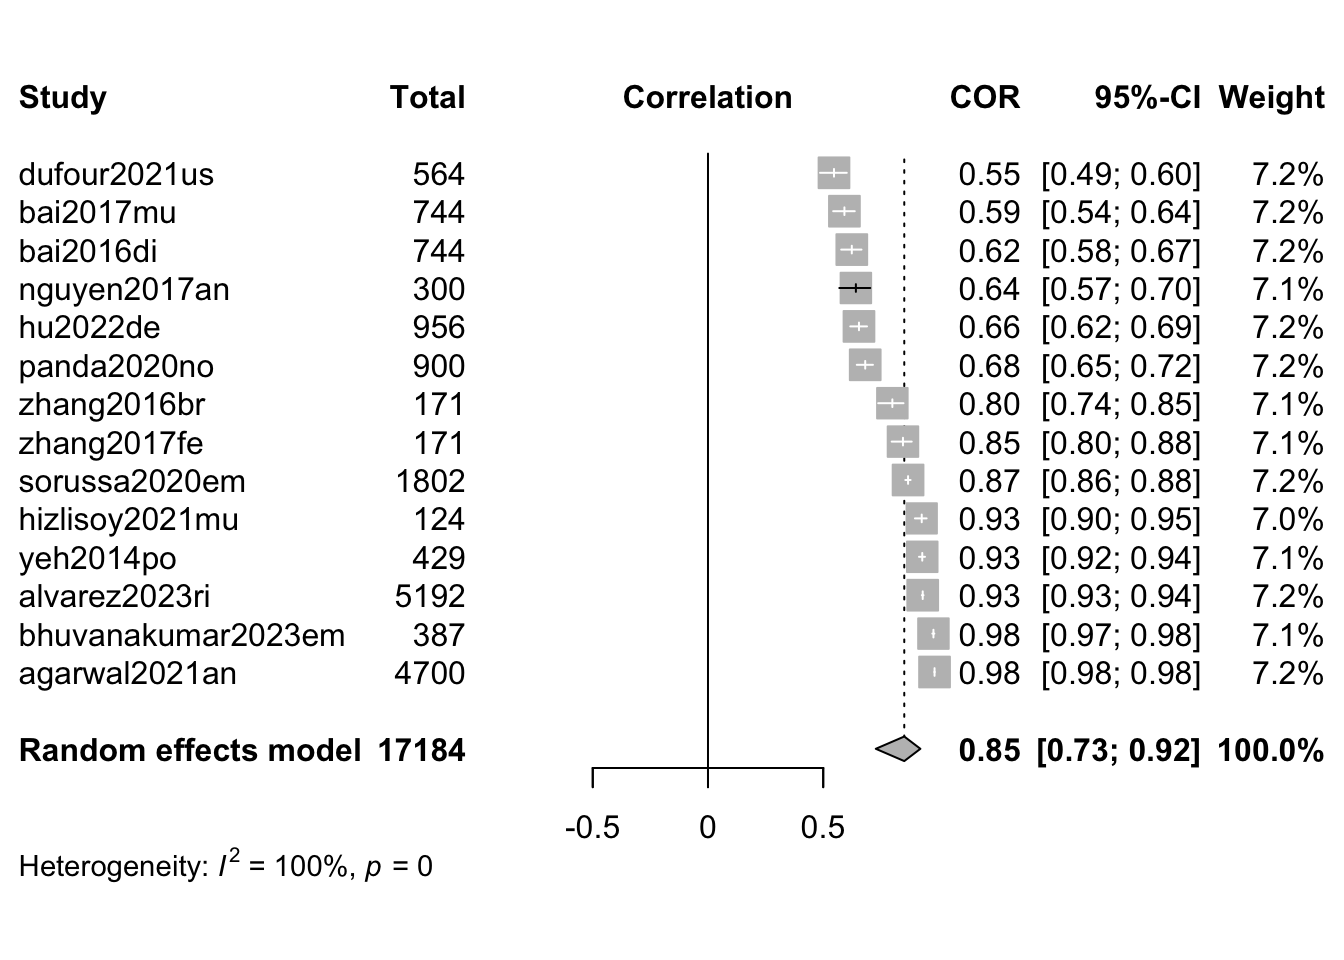 Study Total Correlation COR 95%-CI Weight
dufour2021us 564 0.55 [0.49; 0.60] 7.2%
bai2017mu 744 0.59 [0.54; 0.64] 7.2%
bai2016di 744 0.62 [0.58; 0.67] 7.2%
nguyen2017an 300 0.64 [0.57; 0.70] 7.1%
hu2022de 956 0.66 [0.62; 0.69] 7.2%
panda2020no 900 0.68 [0.65; 0.72] 7.2%
zhang2016br 171 0.80 [0.74; 0.85] 7.1%
zhang2017fe 171 0.85 [0.80; 0.88] 7.1%
sorussa2020em 1802 0.87 [0.86; 0.88] 7.2%
hizlisoy2021mu 124 0.93 [0.90; 0.95] 7.0%
yeh2014po 429 0.93 [0.92; 0.94] 7.1%
alvarez2023ri 5192 0.93 [0.93; 0.94] 7.2%
bhuvanakumar2023em 387 0.98 [0.97; 0.98] 7.1%
agarwal2021an 4700 0.98 [0.98; 0.98] 7.2%
Random effects model 17184 0.85 [0.73; 0.92] 100.0%
-0.5 0 0.5
Heterogeneity: I² = 100%, p = 0